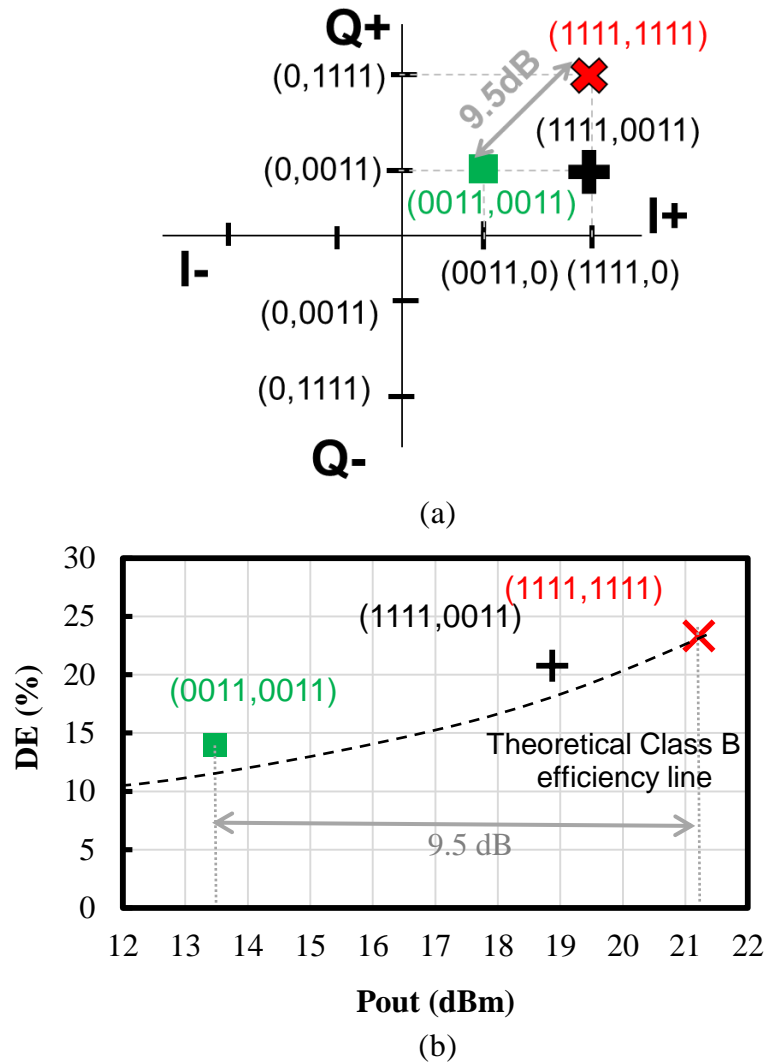 Q+
(1111,1111)
(0,1111)
9.5dB
(1111,0011)
(0,0011)
(0011,0011)
I+
I-
(0011,0) (1111,0)
(0,0011)
(0,1111)
Q-
(a)
30
25
20
15
10
5
0
DE (%)
(1111,1111)
(1111,0011)
(0011,0011)
Theoretical Class B
efficiency line
9.5 dB
12 13 14 15 16 17 18 19 20 21 22
Pout (dBm)
(b)